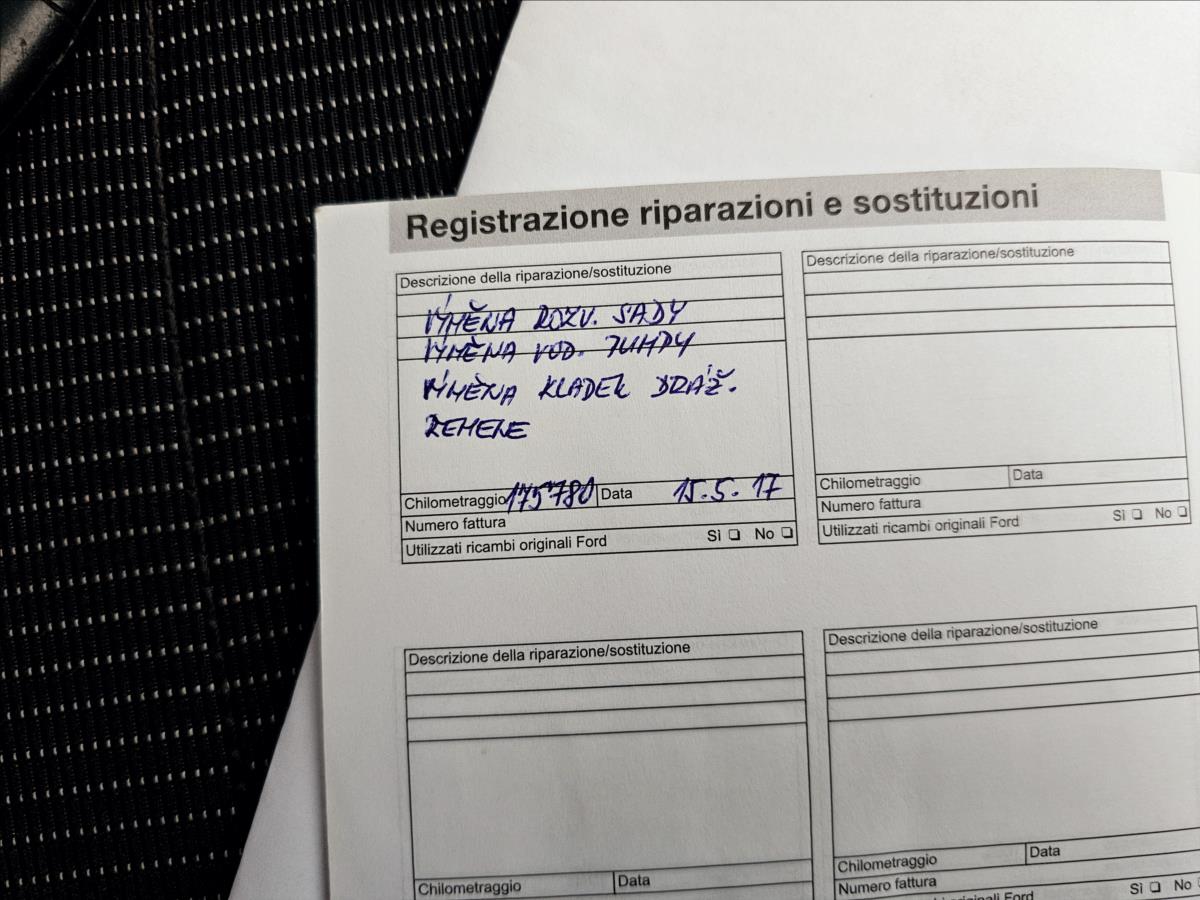 Registrazione riparazioni e sostituzioni
Descrizione della riparazione/sostituzione
VÝMĚNA ROZV. SADY
VÝMĚNA VOD. PUMPY
VÝMĚNA KLADEK DRÁŽ.
ŘEMENE
Chilometraggio 175780 Data 15.5.17
Numero fattura
Utilizzati ricambi originali Ford Sì ❏ No ❏
Descrizione della riparazione/sostituzione
Chilometraggio Data
Numero fattura
Utilizzati ricambi originali Ford Sì ❏ No ❏
Descrizione della riparazione/sostituzione
Chilometraggio Data
Descrizione della riparazione/sostituzione
Chilometraggio Data
Numero fattura
Sì ❏ No